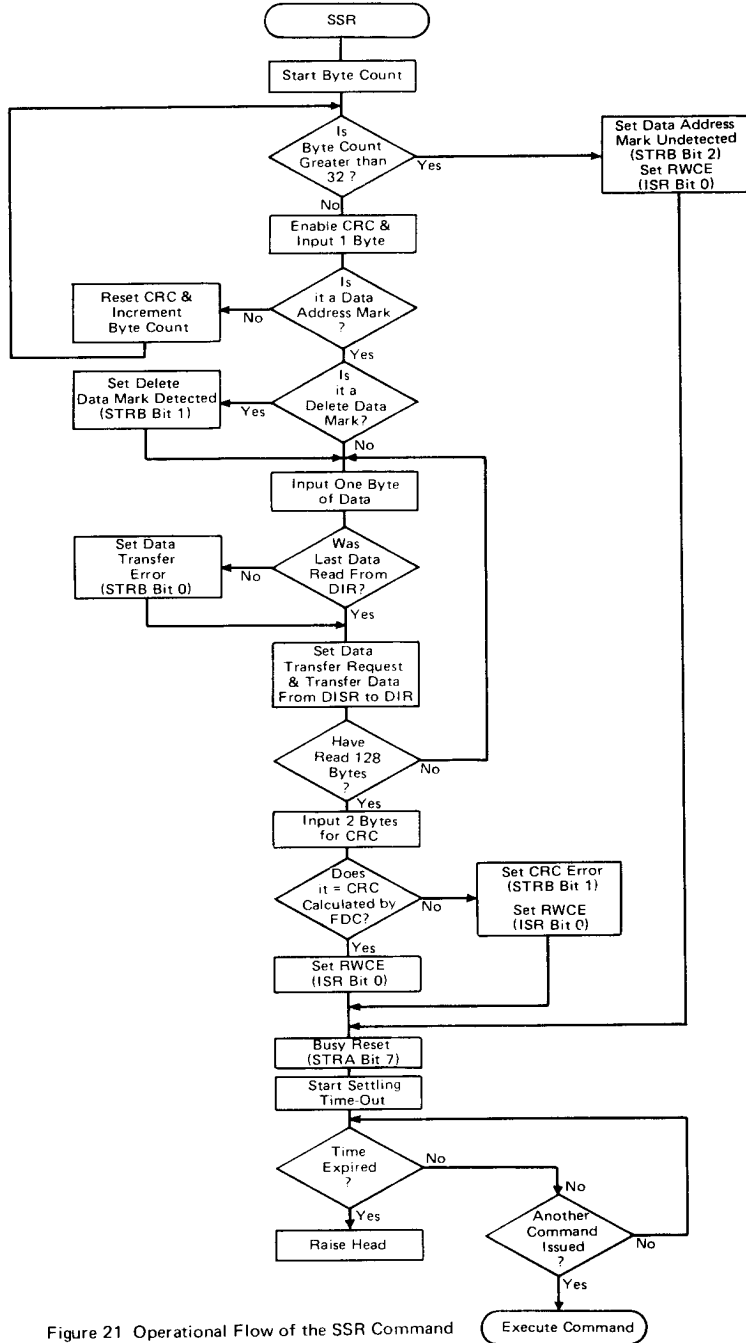 SSR
Start Byte Count
Is
Byte Count
Greater than
32 ?
Yes
No
Set Data Address
Mark Undetected
(STRB Bit 2)
Set RWCE
(ISR Bit 0)
Enable CRC &
Input 1 Byte
Is
it a Data
Address Mark
?
No
Yes
Reset CRC &
Increment
Byte Count
Is
it a
Delete Data
Mark?
Yes
No
Set Delete
Data Mark Detected
(STRB Bit 1)
Input One Byte
of Data
Was
Last Data
Read From
DIR?
No
Yes
Set Data
Transfer
Error
(STRB Bit 0)
Set Data
Transfer Request
& Transfer Data
From DISR to DIR
Have
Read 128
Bytes
?
No
Yes
Input 2 Bytes
for CRC
Does
it = CRC
Calculated by
FDC?
No
Yes
Set CRC Error
(STRB Bit 1)
Set RWCE
(ISR Bit 0)
Set RWCE
(ISR Bit 0)
Busy Reset
(STRA Bit 7)
Start Settling
Time-Out
Time
Expired
?
No
Yes
Raise Head
No
Another
Command
Issued
?
No
Yes
Execute Command
Figure 21 Operational Flow of the SSR Command